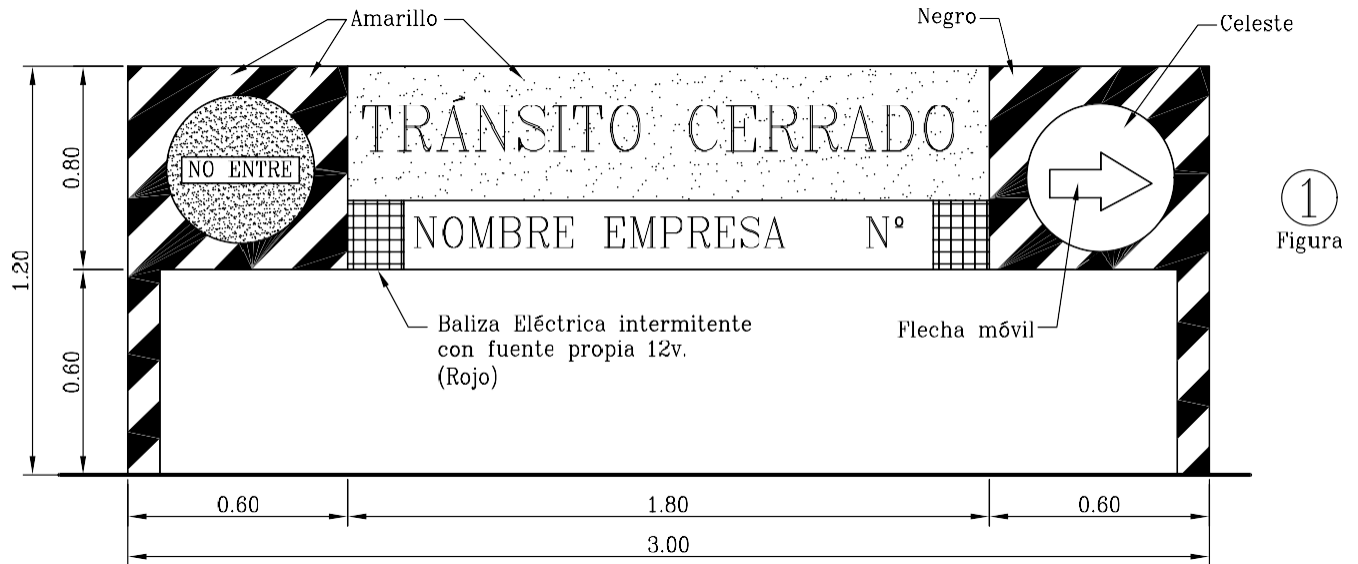 Amarillo
Negro
Celeste
TRÁNSITO CERRADO
NO ENTRE
NOMBRE EMPRESA Nº
1
Figura
Baliza Eléctrica intermitente
con fuente propia 12v.
(Rojo)
Flecha móvil
1.20
0.80
0.60
0.60
1.80
0.60
3.00